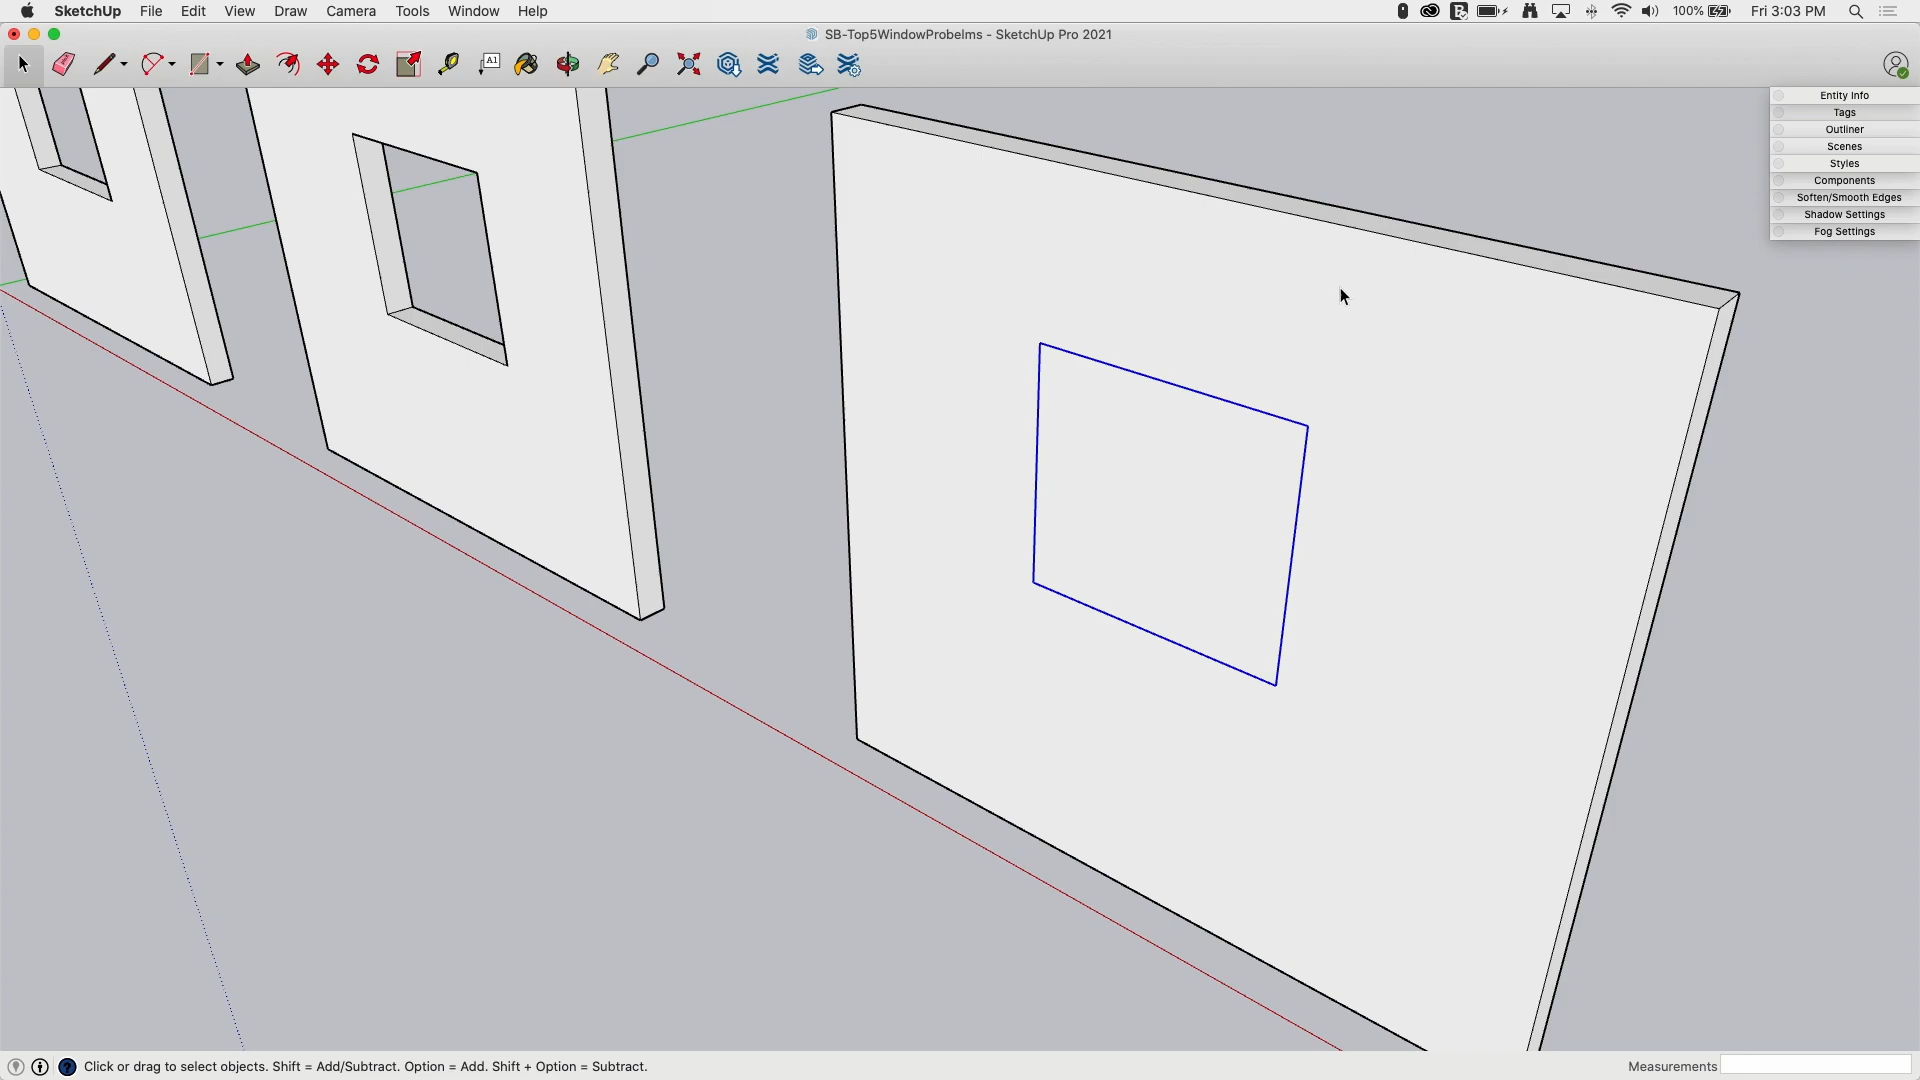 SketchUp File Edit View Draw Camera Tools Window Help 100% Fri 3:03 PM
SB-Top5WindowProbelms - SketchUp Pro 2021
A1
Entity Info
Tags
Outliner
Scenes
Styles
Components
Soften/Smooth Edges
Shadow Settings
Fog Settings
Click or drag to select objects. Shift = Add/Subtract. Option = Add. Shift + Option = Subtract.
Measurements